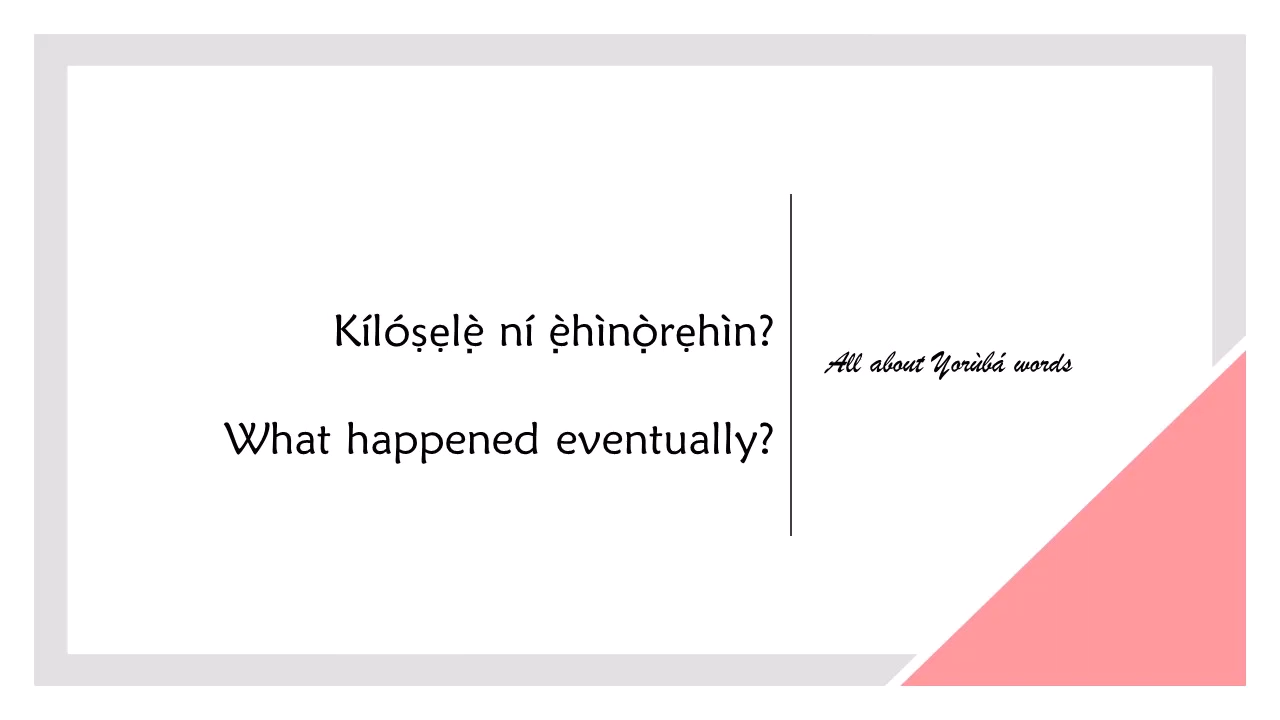 Kílóṣẹlẹ̀ ní ẹ̀hìnọ̀rẹhìn?
What happened eventually?
All about Yorùbá words